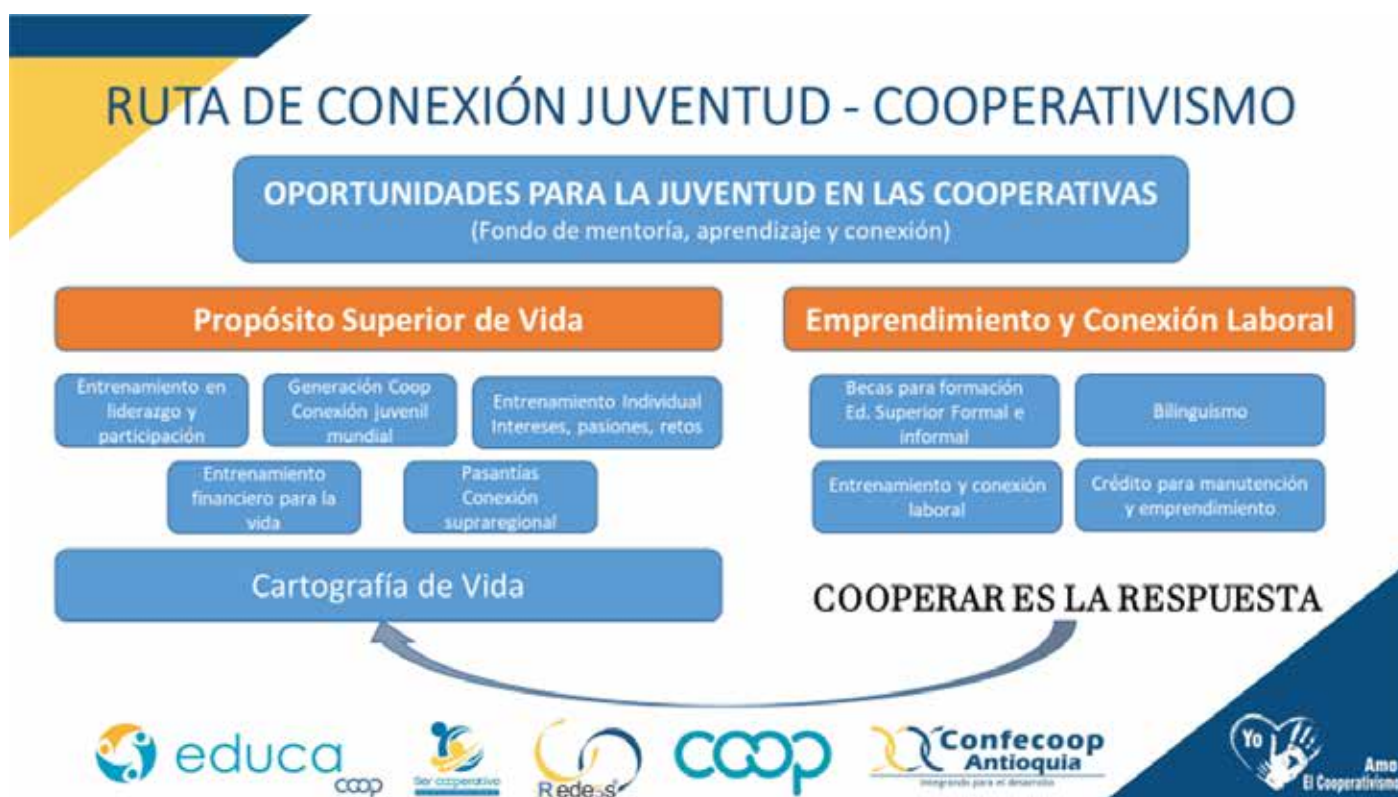 RUTA DE CONEXIÓN JUVENTUD - COOPERATIVISMO
OPORTUNIDADES PARA LA JUVENTUD EN LAS COOPERATIVAS
(Fondo de mentoría, aprendizaje y conexión)
Propósito Superior de Vida
Entrenamiento en
liderazgo y
participación
Generación Coop
Conexión juvenil
mundial
Entrenamiento Individual
Intereses, pasiones, retos
Entrenamiento
financiero para la
vida
Pasantías
Conexión
supraregional
Cartografía de Vida
Emprendimiento y Conexión Laboral
Becas para formación
Ed. Superior Formal e
informal
Bilinguismo
Entrenamiento y conexión
laboral
Crédito para manutención
y emprendimiento
COOPERAR ES LA RESPUESTA
educa
coop
Ser cooperativo
Redess
coop
Confecoop
Antioquia
Integrando para el desarrollo
Yo
Amo
El Cooperativismo